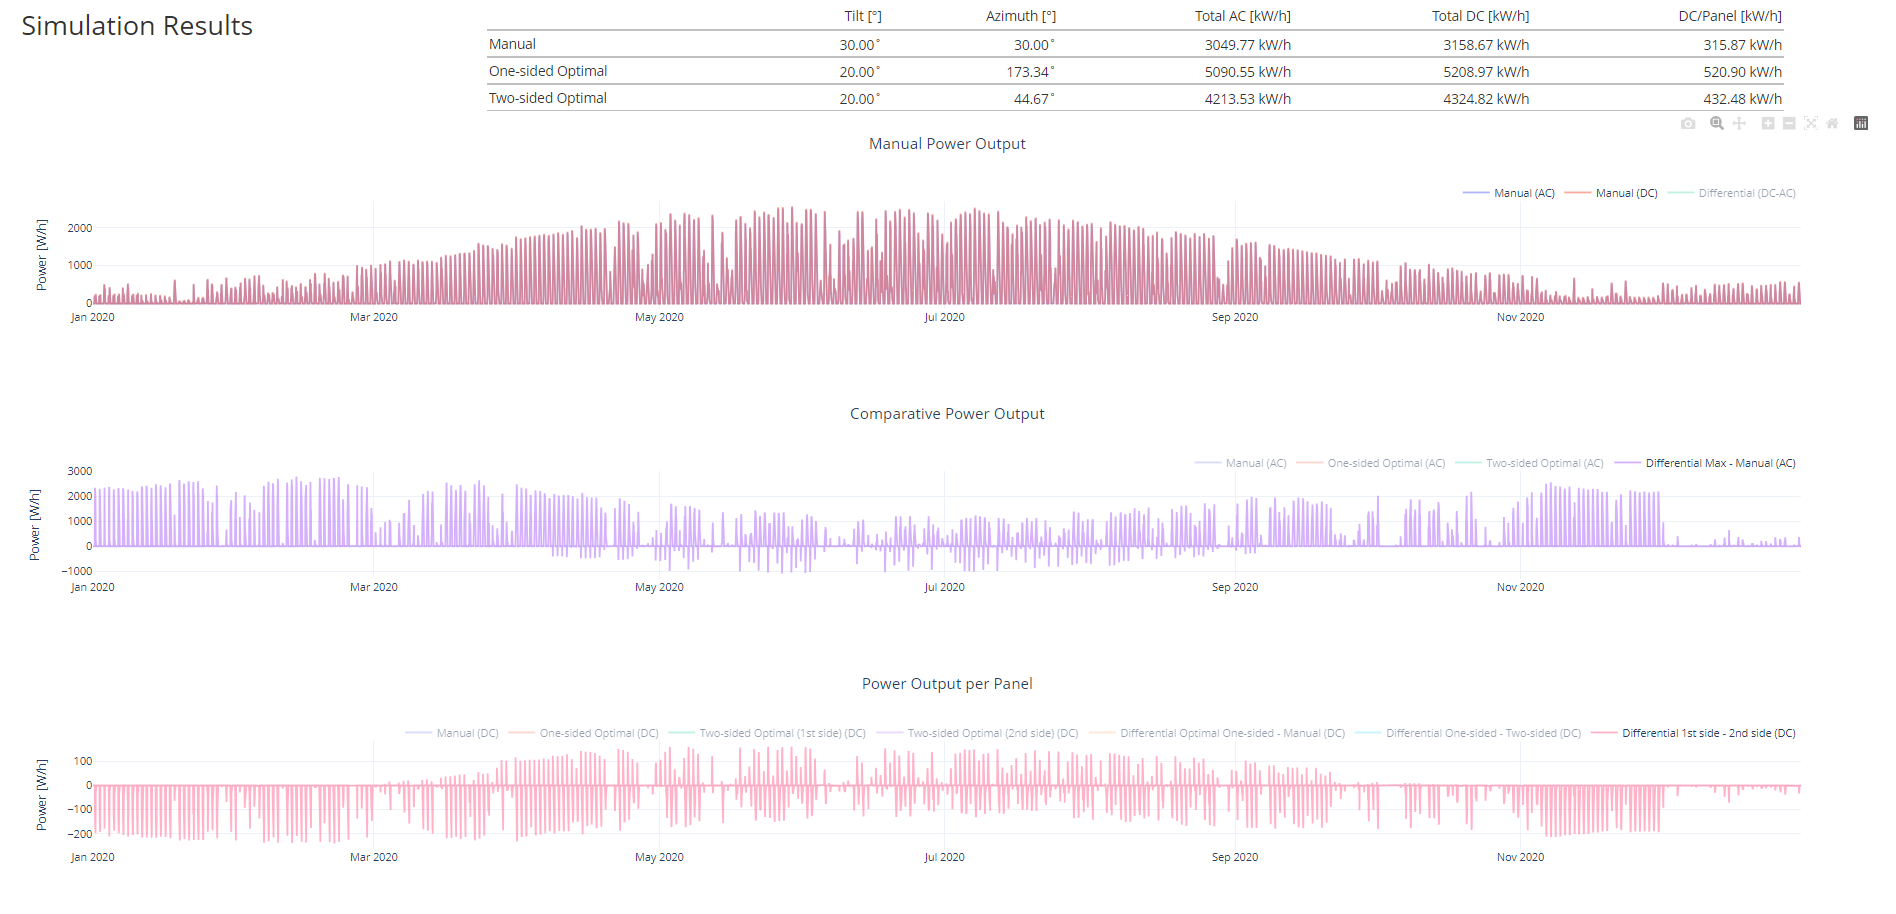 Simulation Results
Tilt [°] Azimuth [°] Total AC [kW/h] Total DC [kW/h] DC/Panel [kW/h]
Manual 30.00° 30.00° 3049.77 kW/h 3158.67 kW/h 315.87 kW/h
One-sided Optimal 20.00° 173.34° 5090.55 kW/h 5208.97 kW/h 520.90 kW/h
Two-sided Optimal 20.00° 44.67° 4213.53 kW/h 4324.82 kW/h 432.48 kW/h
Manual Power Output
Manual (AC) Manual (DC) Differential (DC-AC)
Power [W/h]
2000
1000
0
Jan 2020 Mar 2020 May 2020 Jul 2020 Sep 2020 Nov 2020
Comparative Power Output
Manual (AC) One-sided Optimal (AC) Two-sided Optimal (AC) Differential Max - Manual (AC)
Power [W/h]
3000
2000
1000
0
−1000
Jan 2020 Mar 2020 May 2020 Jul 2020 Sep 2020 Nov 2020
Power Output per Panel
Manual (DC) One-sided Optimal (DC) Two-sided Optimal (1st side) (DC) Two-sided Optimal (2nd side) (DC) Differential Optimal One-sided - Manual (DC) Differential One-sided - Two-sided (DC) Differential 1st side - 2nd side (DC)
Power [W/h]
100
0
−100
−200
Jan 2020 Mar 2020 May 2020 Jul 2020 Sep 2020 Nov 2020